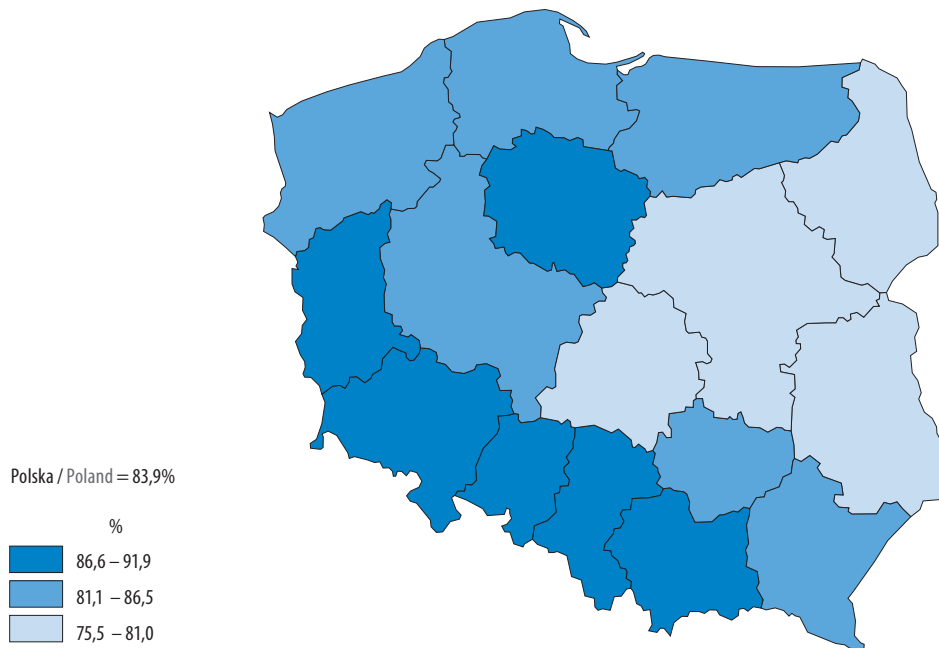 Polska / Poland = 83,9%
%
86,6 – 91,9
81,1 – 86,5
75,5 – 81,0